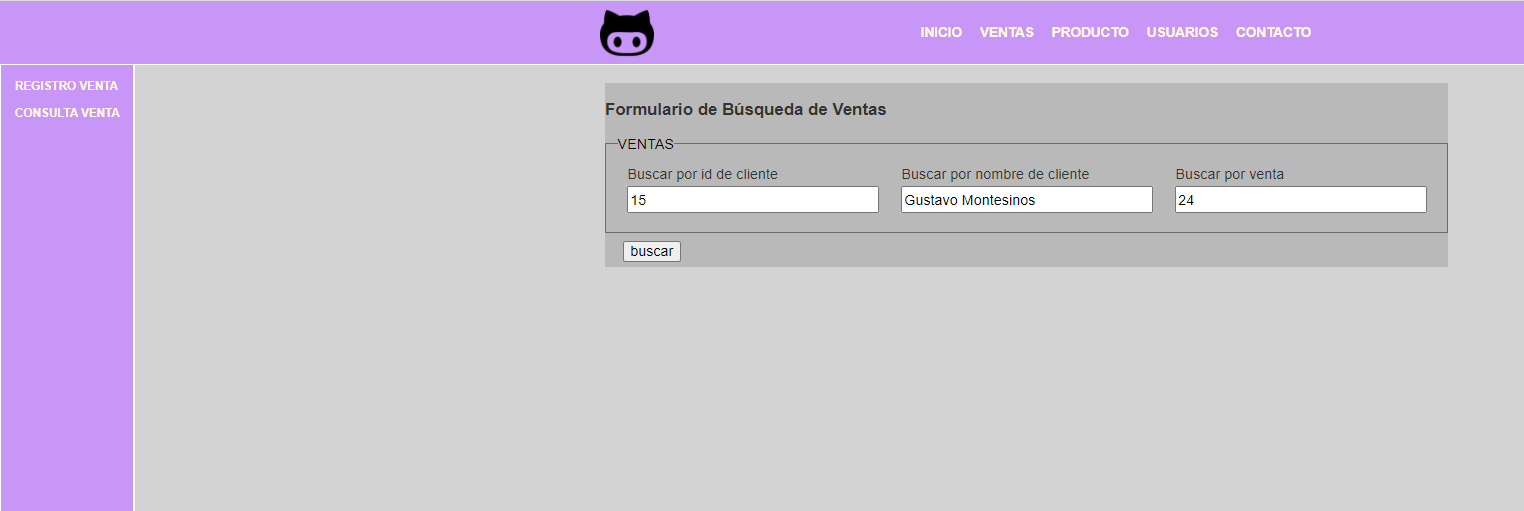 INICIO VENTAS PRODUCTO USUARIOS CONTACTO
REGISTRO VENTA
CONSULTA VENTA
Formulario de Búsqueda de Ventas
VENTAS
Buscar por id de cliente Buscar por nombre de cliente Buscar por venta
15 Gustavo Montesinos 24
buscar